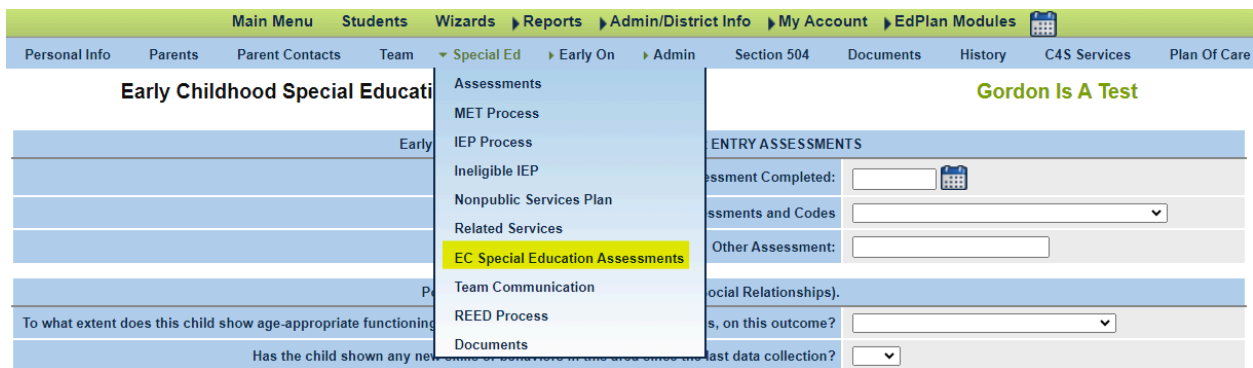 Main Menu Students Wizards Reports Admin/District Info My Account EdPlan Modules
Personal Info Parents Parent Contacts Team Special Ed Early On Admin Section 504 Documents History C4S Services Plan Of Care
Early Childhood Special Educati
Gordon Is A Test
Assessments
MET Process
IEP Process
Ineligible IEP
Nonpublic Services Plan
Related Services
EC Special Education Assessments
Team Communication
REED Process
Documents
Early ENTRY ASSESSMENTS
essment Completed:
ssments and Codes
Other Assessment:
ocial Relationships).
To what extent does this child show age-appropriate functioning s, on this outcome?
Has the child shown any new skills or behaviors in this area since the last data collection?